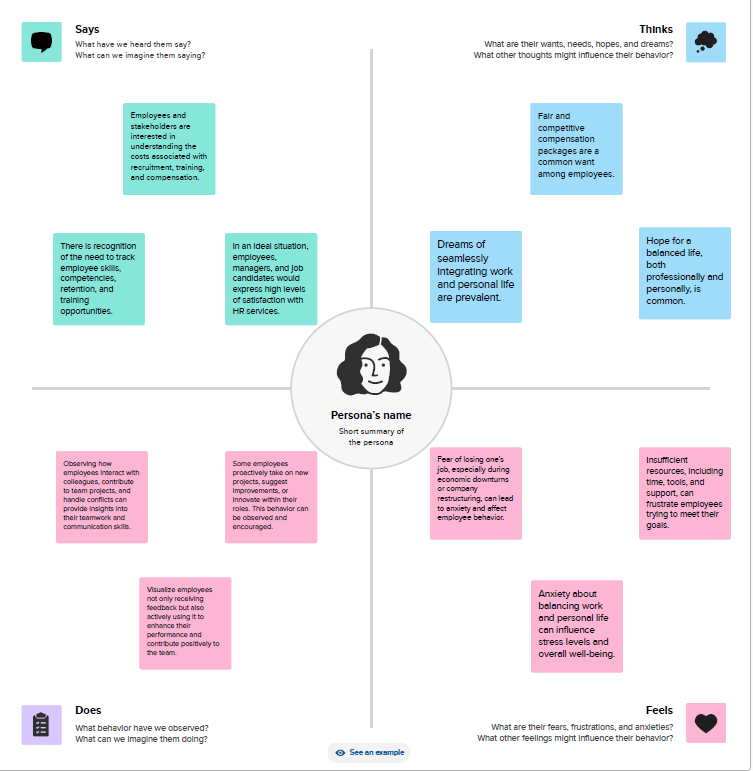 Says
What have we heard them say?
What can we imagine them saying?
Thinks
What are their wants, needs, hopes, and dreams?
What other thoughts might influence their behavior?
Employees and
stakeholders are
interested in
understanding the
costs associated with
recruitment, training,
and compensation.
Fair and
competitive
compensation
packages are a
common want
among employees.
There is recognition
of the need to track
employee skills,
competencies,
retention, and
training
opportunities.
In an ideal situation,
employees,
managers, and job
candidates would
express high levels
of satisfaction with
HR services.
Dreams of
seamlessly
integrating work
and personal life
are prevalent.
Hope for a
balanced life,
both
professionally and
personally, is
common.
Persona's name
Short summary of
the persona
Observing how
employees interact with
colleagues, contribute
to team projects, and
handle conflicts can
provide insights into
their teamwork and
communication skills.
Some employees
proactively take on new
projects, suggest
improvements, or
innovate within their
roles. This behavior can
be observed and
encouraged.
Fear of losing one's
job, especially during
economic downturns
or company
restructuring, can lead
to anxiety and affect
employee behavior.
Insufficient
resources, including
time, tools, and
support, can
frustrate employees
trying to meet their
goals.
Visualize employees
not only receiving
feedback but also
actively using it to
enhance their
performance and
contribute positively to
the team.
Anxiety about
balancing work
and personal life
can influence
stress levels and
overall well-being.
Does
What behavior have we observed?
What can we imagine them doing?
Feels
What are their fears, frustrations, and anxieties?
What other feelings might influence their behavior?
See an example